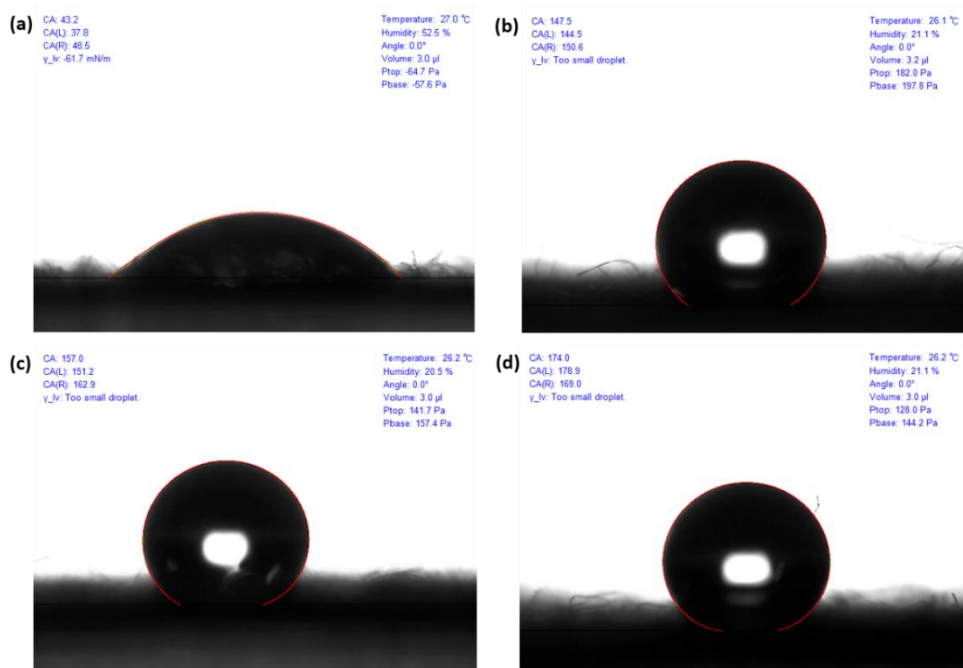 (a)
CA: 43.2
CA(L): 37.8
CA(R): 48.5
γ_lv: -61.7 mN/m
Temperature: 27.0 ℃
Humidity: 52.5 %
Angle: 0.0°
Volume: 3.0 µl
Ptop: -64.7 Pa
Pbase: -57.6 Pa
(b)
CA: 147.5
CA(L): 144.5
CA(R): 150.6
γ_lv: Too small droplet.
Temperature: 26.1 ℃
Humidity: 21.1 %
Angle: 0.0°
Volume: 3.2 µl
Ptop: 182.0 Pa
Pbase: 197.8 Pa
(c)
CA: 157.0
CA(L): 151.2
CA(R): 162.9
γ_lv: Too small droplet.
Temperature: 26.2 ℃
Humidity: 20.5 %
Angle: 0.0°
Volume: 3.0 µl
Ptop: 141.7 Pa
Pbase: 157.4 Pa
(d)
CA: 174.0
CA(L): 178.9
CA(R): 169.0
γ_lv: Too small droplet.
Temperature: 26.2 ℃
Humidity: 21.1 %
Angle: 0.0°
Volume: 3.0 µl
Ptop: 128.0 Pa
Pbase: 144.2 Pa